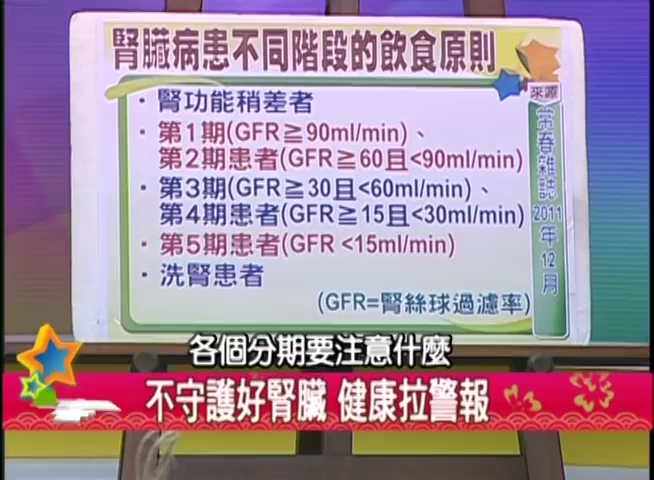 腎臟病患不同階段的飲食原則
來源
常春雜誌2011年12月
・腎功能稍差者
・第1期(GFR≧90ml/min)、
第2期患者(GFR≧60且<90ml/min)
・第3期(GFR≧30且<60ml/min)、
第4期患者(GFR≧15且<30ml/min)
・第5期患者(GFR <15ml/min)
・洗腎患者
(GFR=腎絲球過濾率)
各個分期要注意什麼
不守護好腎臟 健康拉警報